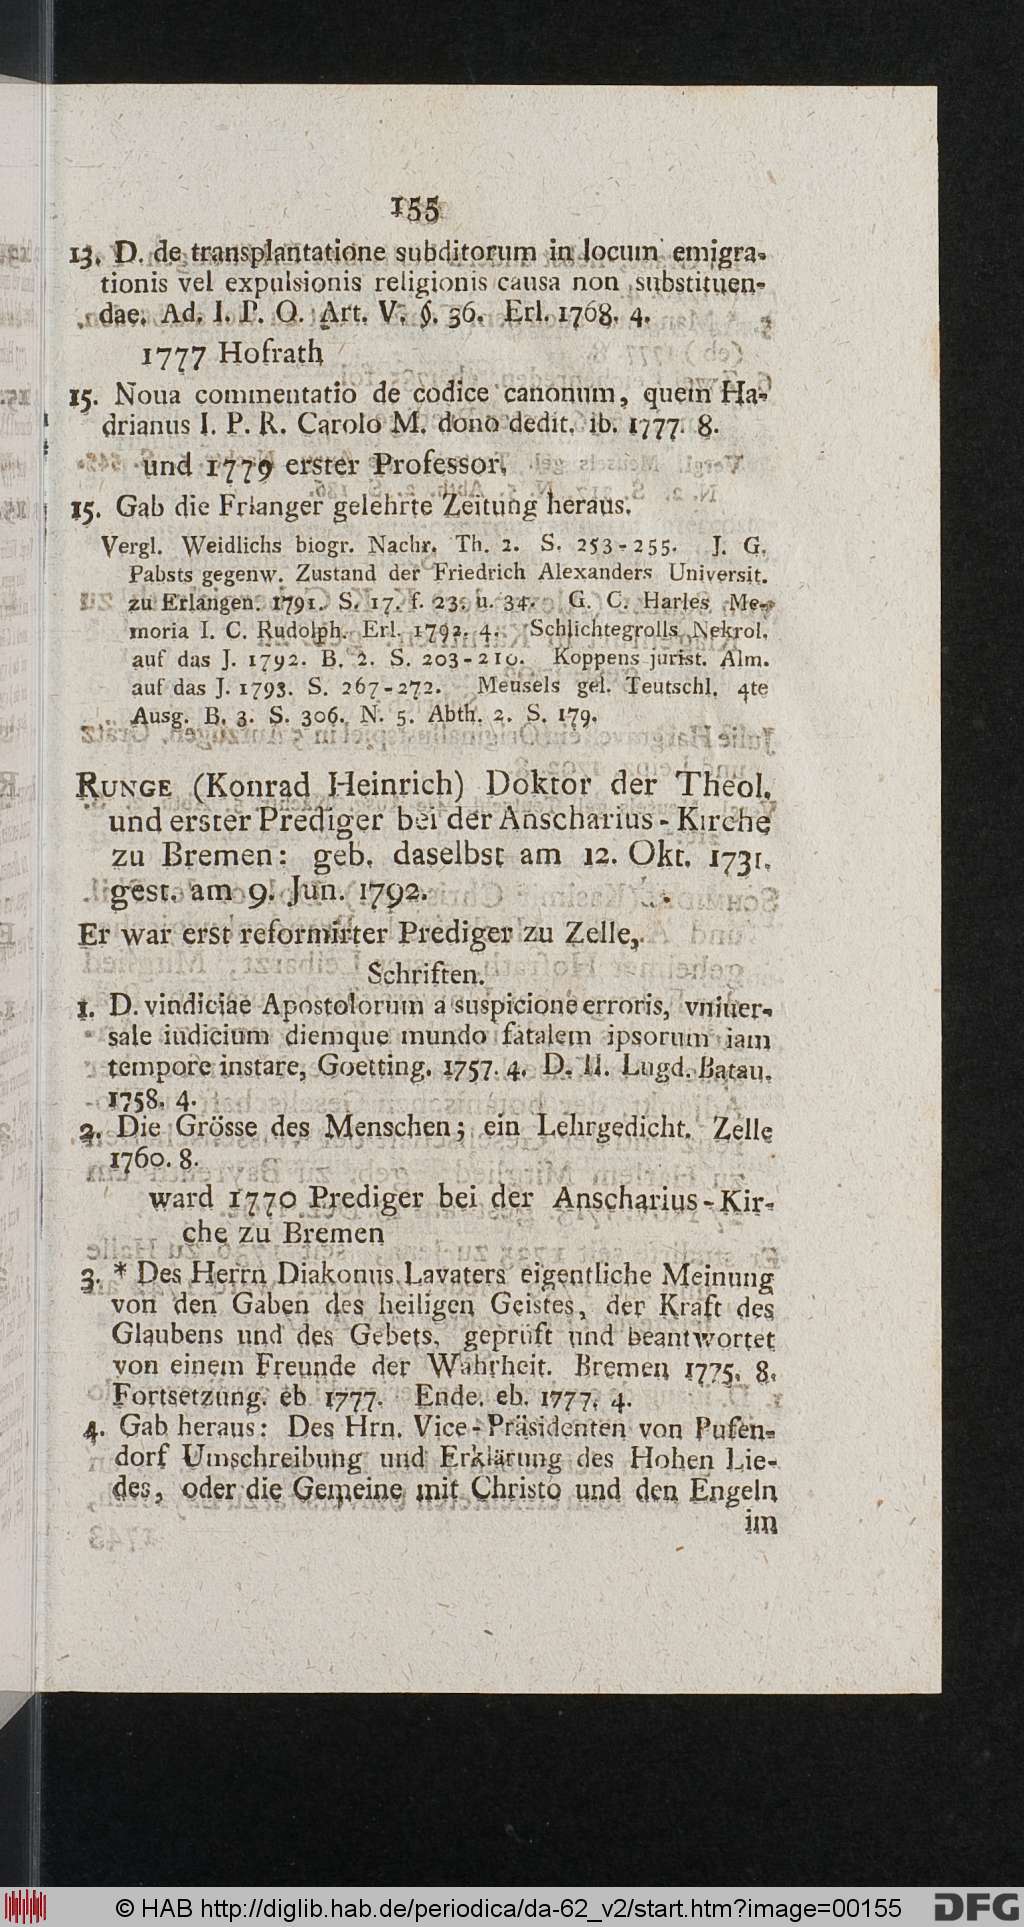 155
13. D. de transplantatione subditorum in locum emigra-
tionis vel expulsionis religionis causa non substituen-
dae. Ad. I. P. O. Art. V. §. 36. Erl. 1768. 4.
1777 Hofrath
15. Noua commentatio de codice canonum, quem Ha-
drianus I. P. R. Carolo M. dono dedit. ib. 1777. 8.
und 1779 erster Professor.
15. Gab die Erlanger gelehrte Zeitung heraus.
Vergl. Weidlichs biogr. Nachr. Th. 2. S. 253-255. J. G.
Pabsts gegenw. Zustand der Friedrich Alexanders Universit.
zu Erlangen. 1791. S. 17. f. 23. u. 34. G. C. Harles Me-
moria I. C. Rudolph. Erl. 1792. 4. Schlichtegrolls Nekrol.
auf das J. 1792. B. 2. S. 203-210. Koppens jurist. Alm.
auf das J. 1793. S. 267-272. Meusels gel. Teutschl. 4te
Ausg. B. 3. S. 306. N. 5. Abth. 2. S. 179.
RUNGE (Konrad Heinrich) Doktor der Theol.
und erster Prediger bei der Anscharius-Kirche
zu Bremen: geb. daselbst am 12. Okt. 1731.
gest. am 9. Jun. 1792.
Er war erst reformirter Prediger zu Zelle,
Schriften.
1. D. vindiciae Apostolorum a suspicione erroris, vniuer-
sale iudicium diemque mundo fatalem ipsorum iam
tempore instare, Goetting. 1757. 4. D. II. Lugd. Batau.
1758. 4.
2. Die Grösse des Menschen; ein Lehrgedicht. Zelle
1760. 8.
ward 1770 Prediger bei der Anscharius-Kir-
che zu Bremen
3. * Des Herrn Diakonus Lavaters eigentliche Meinung
von den Gaben des heiligen Geistes, der Kraft des
Glaubens und des Gebets, geprüft und beantwortet
von einem Freunde der Wahrheit. Bremen 1775. 8.
Fortsetzung. eb. 1777. Ende. eb. 1777. 4.
4. Gab heraus: Des Hrn. Vice-Präsidenten von Pufen-
dorf Umschreibung und Erklärung des Hohen Lie-
des, oder die Gemeine mit Christo und den Engeln
im
© HAB http://diglib.hab.de/periodica/da-62_v2/start.htm?image=00155
DFG